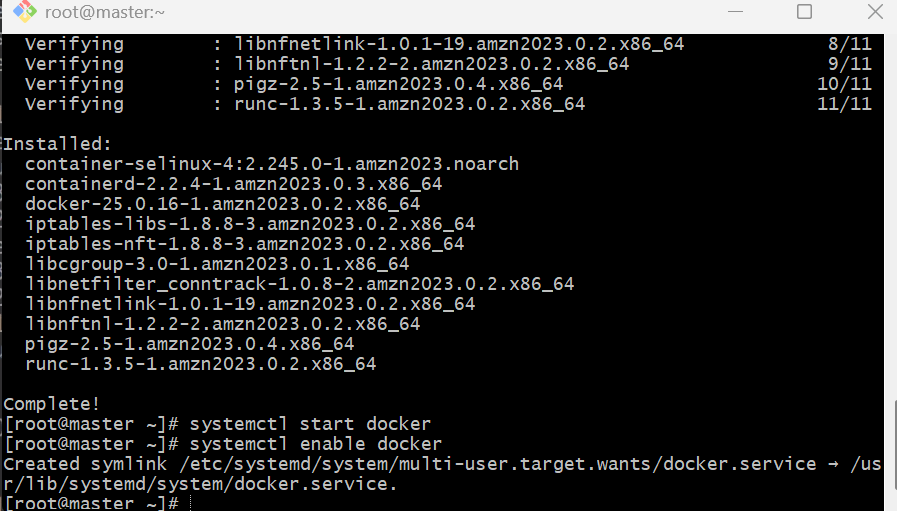 root@master:~
Verifying : libnfnetlink-1.0.1-19.amzn2023.0.2.x86_64 8/11
Verifying : libnftnl-1.2.2-2.amzn2023.0.2.x86_64 9/11
Verifying : pigz-2.5-1.amzn2023.0.4.x86_64 10/11
Verifying : runc-1.3.5-1.amzn2023.0.2.x86_64 11/11
Installed:
container-selinux-4:2.245.0-1.amzn2023.noarch
containerd-2.2.4-1.amzn2023.0.3.x86_64
docker-25.0.16-1.amzn2023.0.2.x86_64
iptables-libs-1.8.8-3.amzn2023.0.2.x86_64
iptables-nft-1.8.8-3.amzn2023.0.2.x86_64
libcgroup-3.0-1.amzn2023.0.1.x86_64
libnetfilter_conntrack-1.0.8-2.amzn2023.0.2.x86_64
libnfnetlink-1.0.1-19.amzn2023.0.2.x86_64
libnftnl-1.2.2-2.amzn2023.0.2.x86_64
pigz-2.5-1.amzn2023.0.4.x86_64
runc-1.3.5-1.amzn2023.0.2.x86_64
Complete!
[root@master ~]# systemctl start docker
[root@master ~]# systemctl enable docker
Created symlink /etc/systemd/system/multi-user.target.wants/docker.service → /us
r/lib/systemd/system/docker.service.
[root@master ~]#